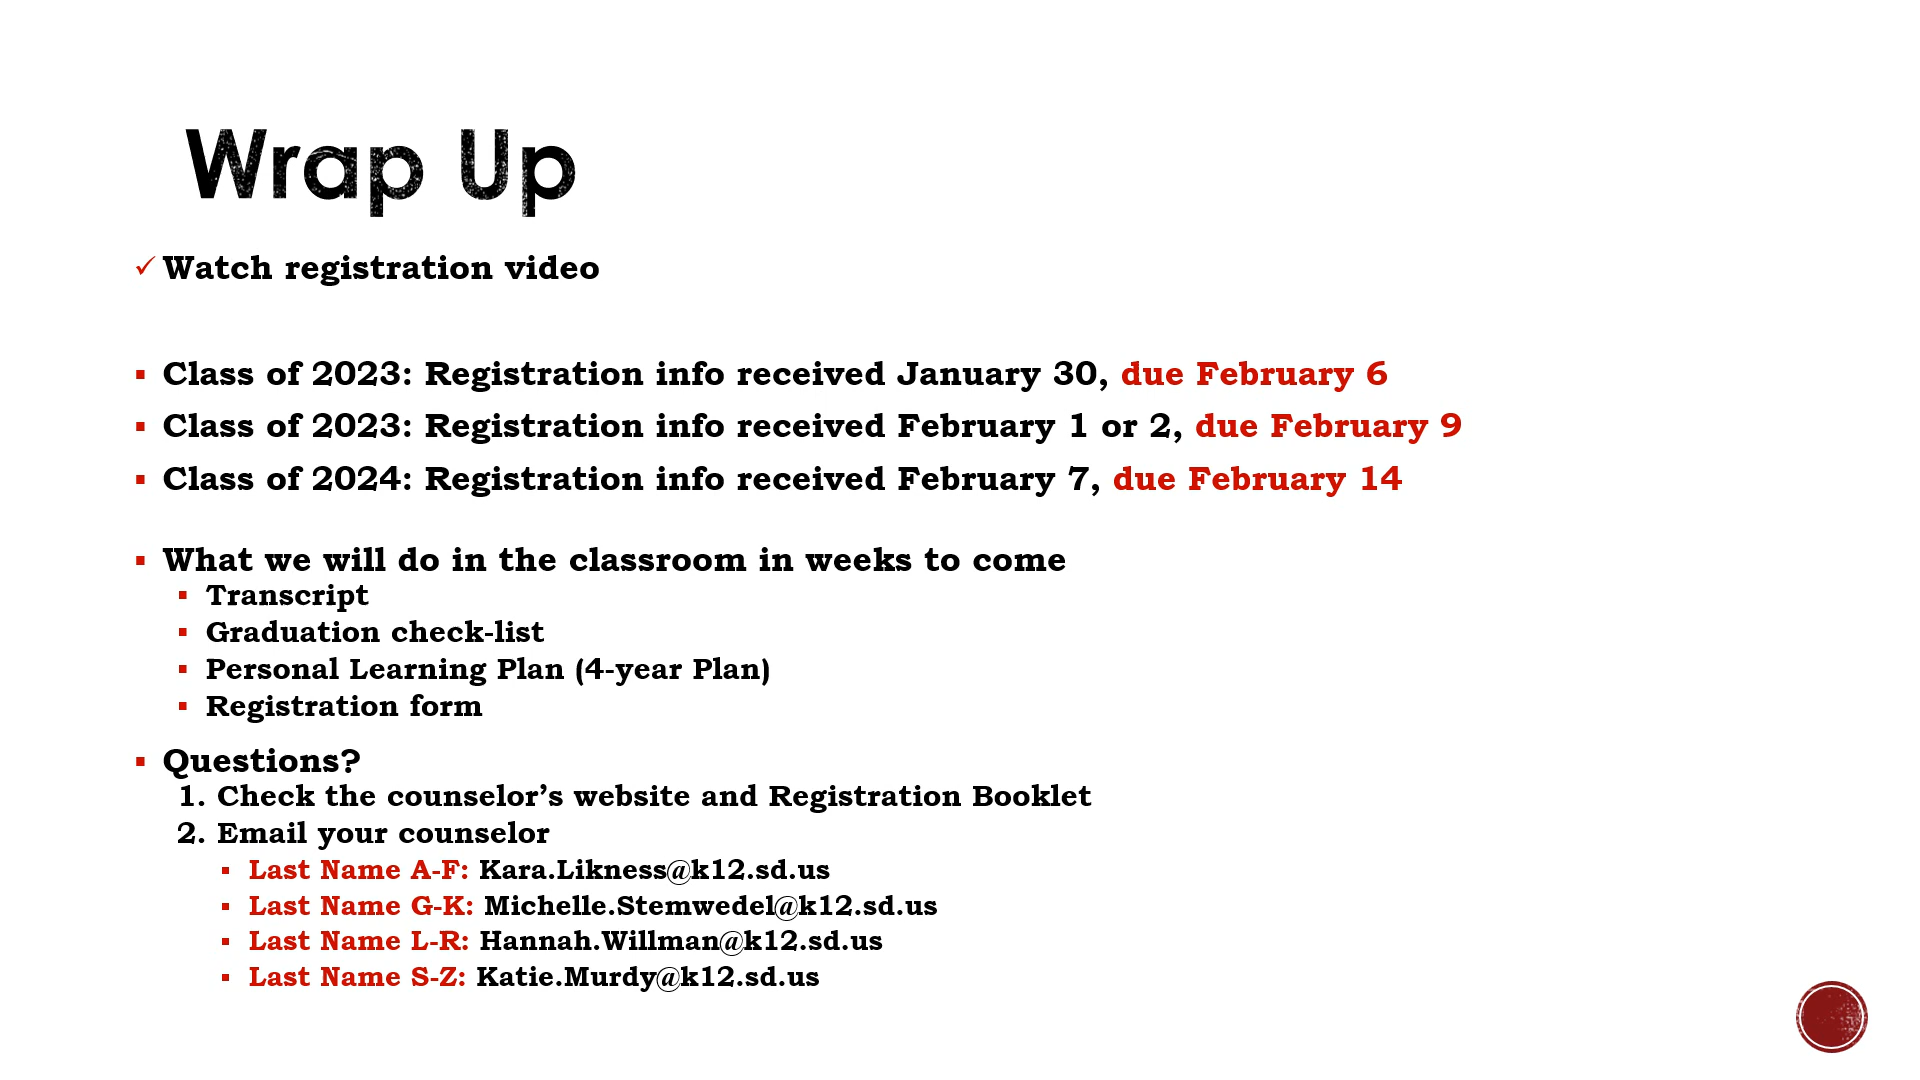 Wrap Up
✓ Watch registration video
▪ Class of 2023: Registration info received January 30, due February 6
▪ Class of 2023: Registration info received February 1 or 2, due February 9
▪ Class of 2024: Registration info received February 7, due February 14
▪ What we will do in the classroom in weeks to come
▪ Transcript
▪ Graduation check-list
▪ Personal Learning Plan (4-year Plan)
▪ Registration form
▪ Questions?
1. Check the counselor’s website and Registration Booklet
2. Email your counselor
▪ Last Name A-F: Kara.Likness@k12.sd.us
▪ Last Name G-K: Michelle.Stemwedel@k12.sd.us
▪ Last Name L-R: Hannah.Willman@k12.sd.us
▪ Last Name S-Z: Katie.Murdy@k12.sd.us